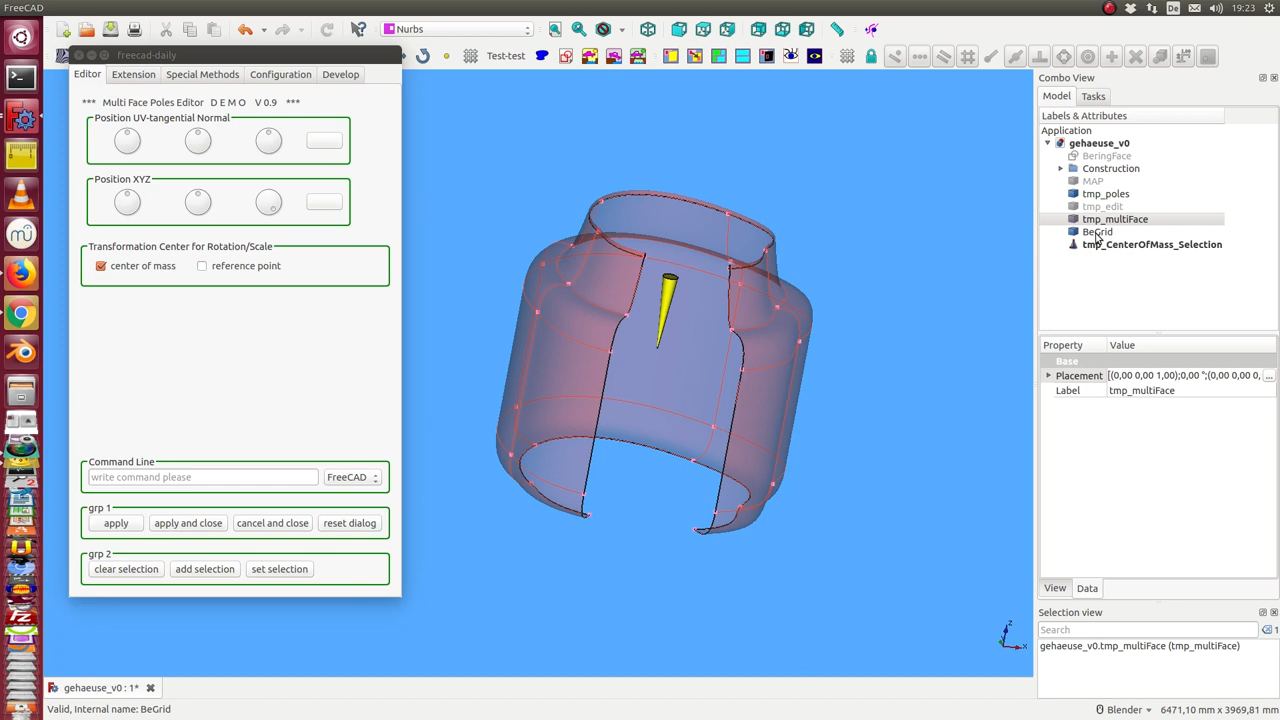 FreeCAD
De
19:23
Nurbs
Test-test
freecad-daily
Editor
Extension
Special Methods
Configuration
Develop
*** Multi Face Poles Editor D E M O V 0.9 ***
Position UV-tangential Normal
Position XYZ
Transformation Center for Rotation/Scale
center of mass
reference point
Command Line
write command please
FreeCAD
grp 1
apply
apply and close
cancel and close
reset dialog
grp 2
clear selection
add selection
set selection
Combo View
Model
Tasks
Labels & Attributes
Application
gehaeuse_v0
BeringFace
Construction
MAP
tmp_poles
tmp_edit
tmp_multiFace
BeGrid
tmp_CenterOfMass_Selection
Property
Value
Base
Placement
[(0,00 0,00 1,00);0,00 °;(0,00 0,00 0,
...
Label
tmp_multiFace
View
Data
Selection view
Search
1
gehaeuse_v0.tmp_multiFace (tmp_multiFace)
z
x
gehaeuse_v0 : 1*
Valid, Internal name: BeGrid
Blender
6471,10 mm x 3969,81 mm